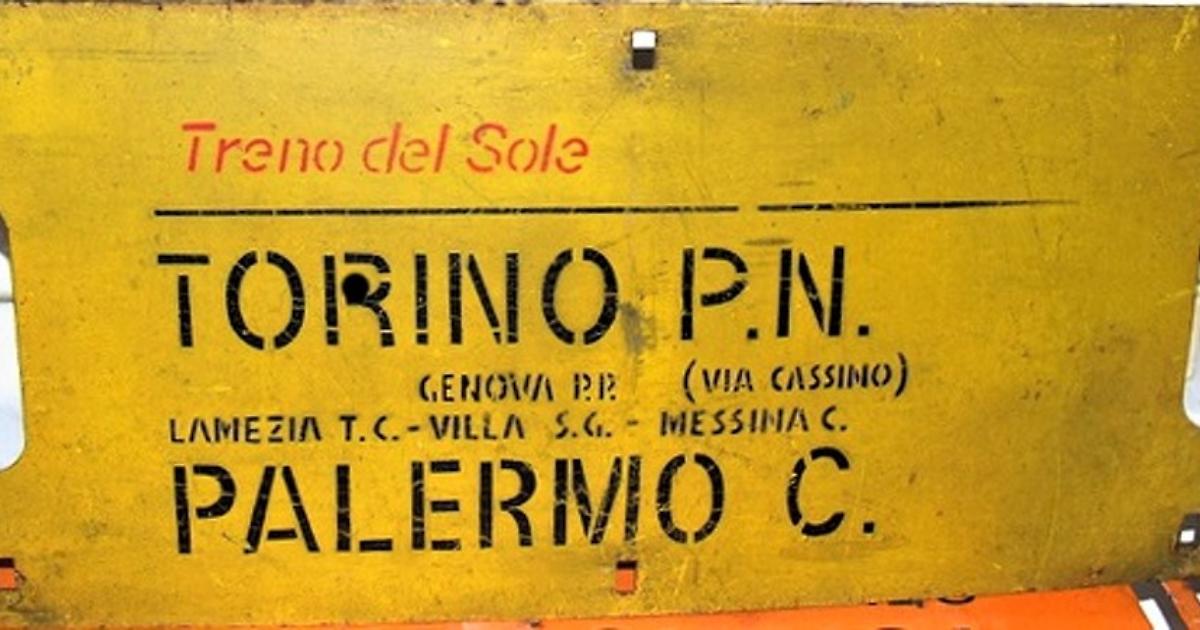 Treno del Sole
TORINO P.N.
GENOVA P.P. (VIA CASSINO)
LAMEZIA T.C.-VILLA S.G. - MESSINA C.
PALERMO C.